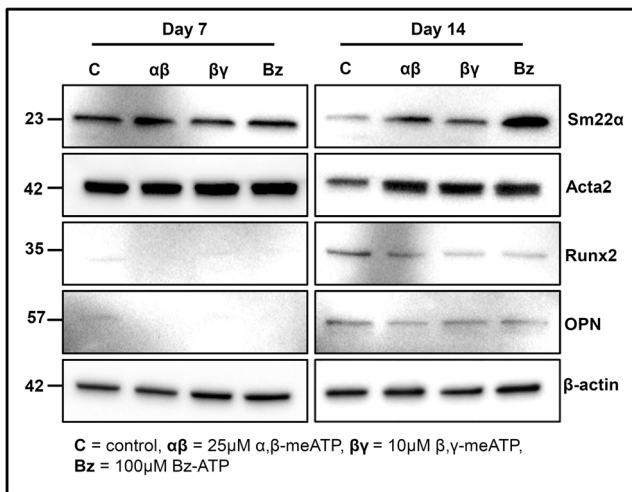 Day 7 Day 14
C αβ βγ Bz C αβ βγ Bz
23 Sm22α
42 Acta2
35 Runx2
57 OPN
42 β-actin
C = control, αβ = 25μM α,β-meATP, βγ = 10μM β,γ-meATP,
Bz = 100μM Bz-ATP